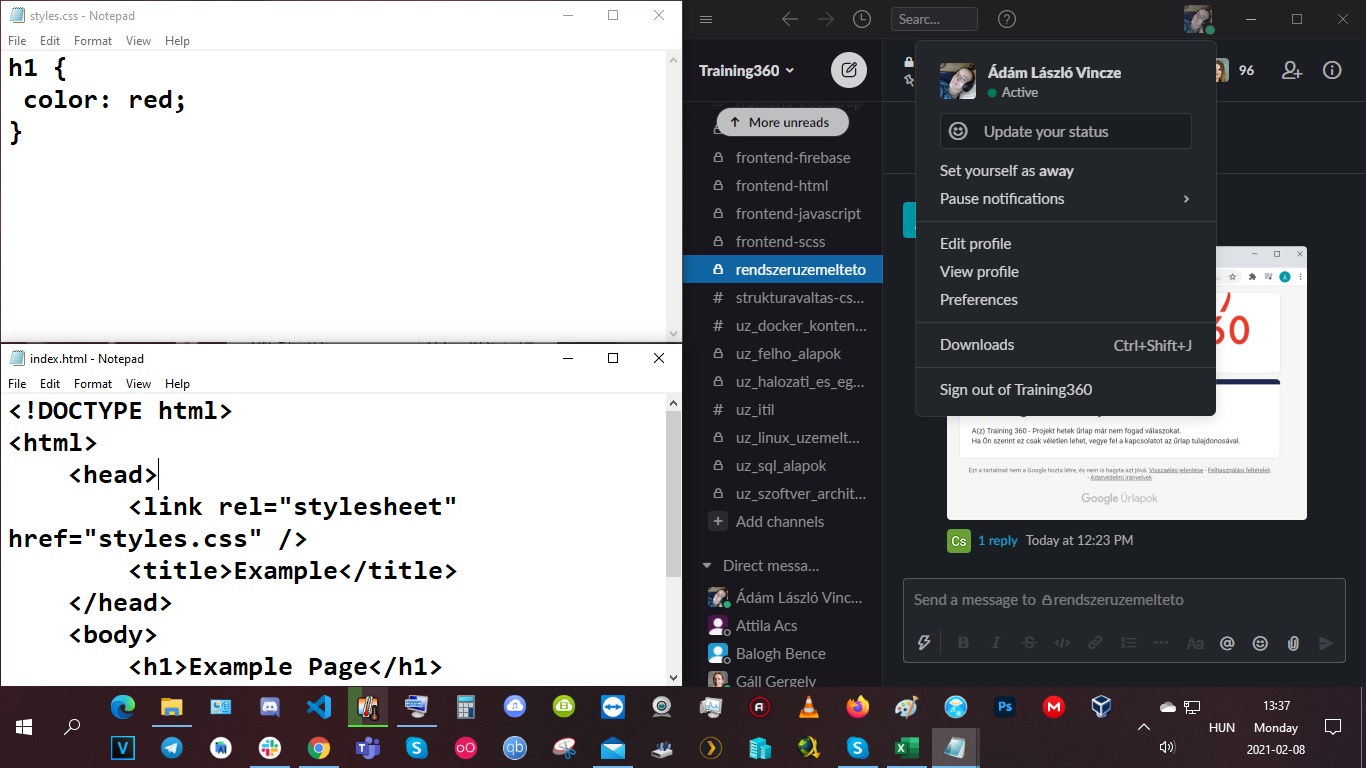 styles.css - Notepad
File Edit Format View Help
h1 {
 color: red;
}
index.html - Notepad
File Edit Format View Help
<!DOCTYPE html>
<html>
    <head>
        <link rel="stylesheet"
href="styles.css" />
        <title>Example</title>
    </head>
    <body>
        <h1>Example Page</h1>
Searc...
Training360
More unreads
frontend-firebase
frontend-html
frontend-javascript
frontend-scss
rendszeruzemelteto
# strukturavaltas-cs...
# uz_docker_konten...
uz_felho_alapok
uz_halozati_es_eg...
# uz_itil
uz_linux_uzemelt...
uz_sql_alapok
uz_szoftver_archit...
+ Add channels
Direct messa...
Ádám László Vinc...
Attila Acs
Balogh Bence
Gáll Gergely
96
Ádám László Vincze
Active
Update your status
Set yourself as away
Pause notifications
Edit profile
View profile
Preferences
Downloads Ctrl+Shift+J
Sign out of Training360
A(z) Training 360 - Projekt hetek űrlap már nem fogad válaszokat.
Ha Ön szerint ez csak véletlen lehet, vegye fel a kapcsolatot az űrlap tulajdonosával.
Ezt a tartalmat nem a Google hozta létre, és nem is hagyta azt jóvá. Visszaélés jelentése - Felhasználási feltételek
- Adatvédelmi irányelvek
Google Űrlapok
Cs 1 reply Today at 12:23 PM
Send a message to rendszeruzemelteto
B I S Aa @
Ps
13:37
HUN Monday
2021-02-08
V
qb